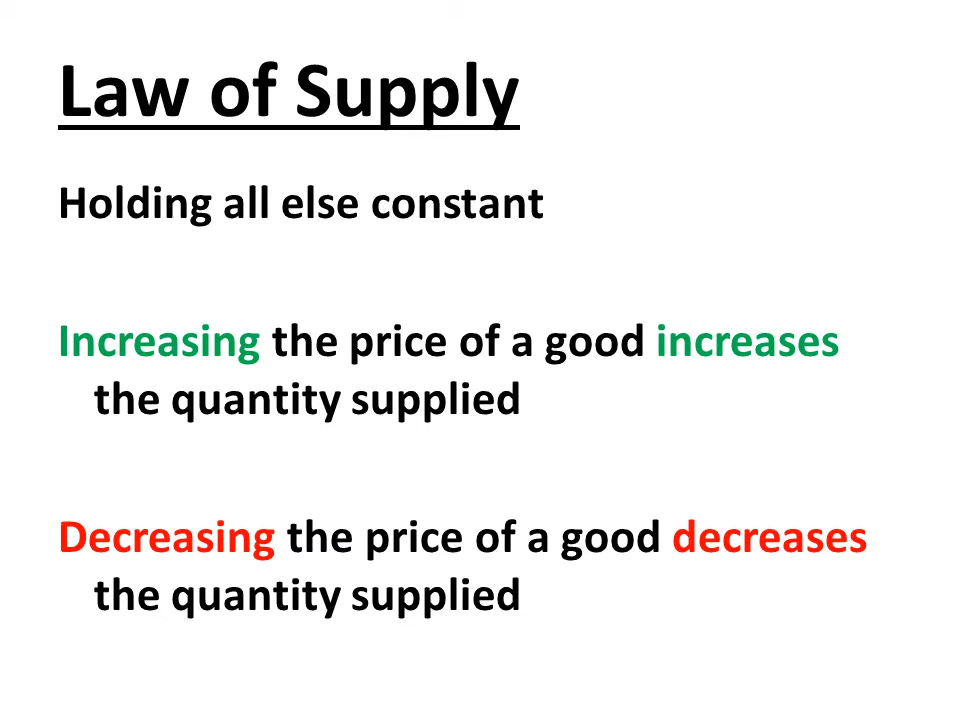 Law of Supply
Holding all else constant
Increasing the price of a good increases
the quantity supplied
Decreasing the price of a good decreases
the quantity supplied